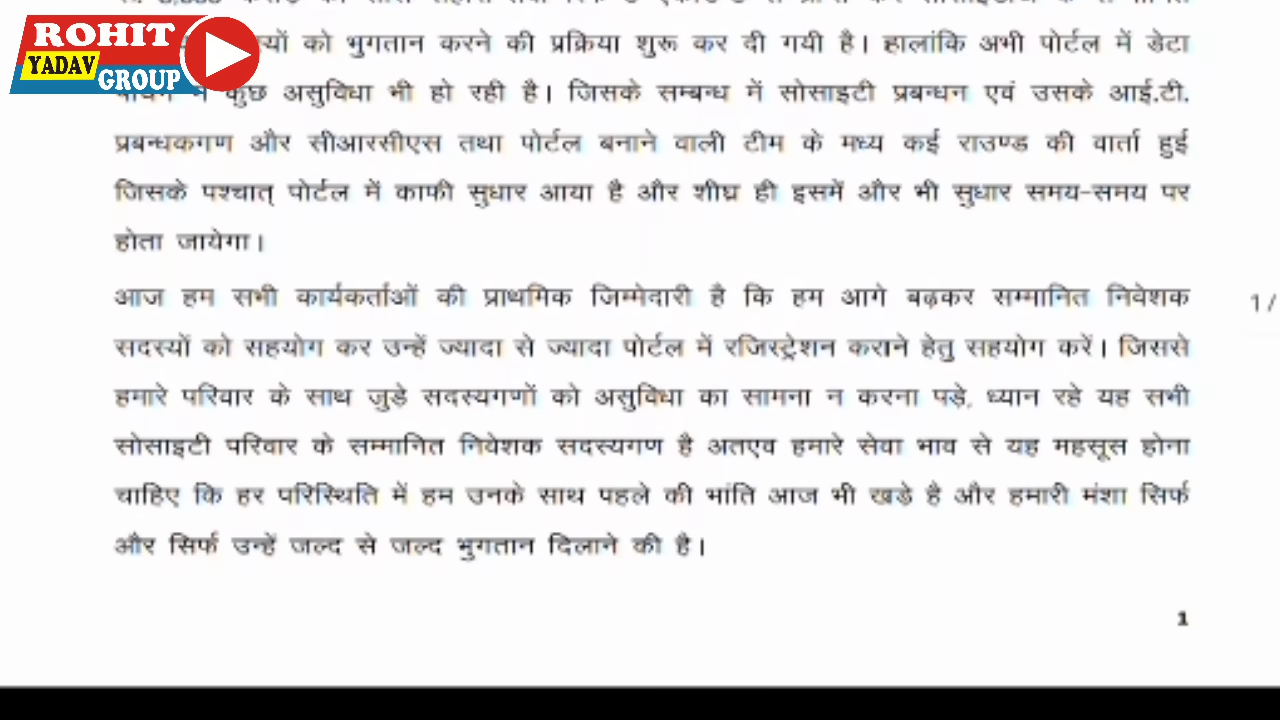 ROHIT
YADAV
GROUP
को भुगतान करने की प्रक्रिया शुरू कर दी गयी है। हालांकि अभी पोर्टल में डेटा
कुछ असुविधा भी हो रही है। जिसके सम्बन्ध में सोसाइटी प्रबन्धन एवं उसके आई.टी.
प्रबन्धकगण और सीआरसीएस तथा पोर्टल बनाने वाली टीम के मध्य कई राउण्ड की वार्ता हुई
जिसके पश्चात् पोर्टल में काफी सुधार आया है और शीघ्र ही इसमें और भी सुधार समय-समय पर
होता जायेगा।
आज हम सभी कार्यकर्ताओं की प्राथमिक जिम्मेदारी है कि हम आगे बढ़कर सम्मानित निवेशक
1/
सदस्यों को सहयोग कर उन्हें ज्यादा से ज्यादा पोर्टल में रजिस्ट्रेशन कराने हेतु सहयोग करें। जिससे
हमारे परिवार के साथ जुड़े सदस्यगणों को असुविधा का सामना न करना पड़े, ध्यान रहे यह सभी
सोसाइटी परिवार के सम्मानित निवेशक सदस्यगण है अतएव हमारे सेवा भाव से यह महसूस होना
चाहिए कि हर परिस्थिति में हम उनके साथ पहले की भांति आज भी खड़े है और हमारी मंशा सिर्फ
और सिर्फ उन्हें जल्द से जल्द भुगतान दिलाने की है।
1